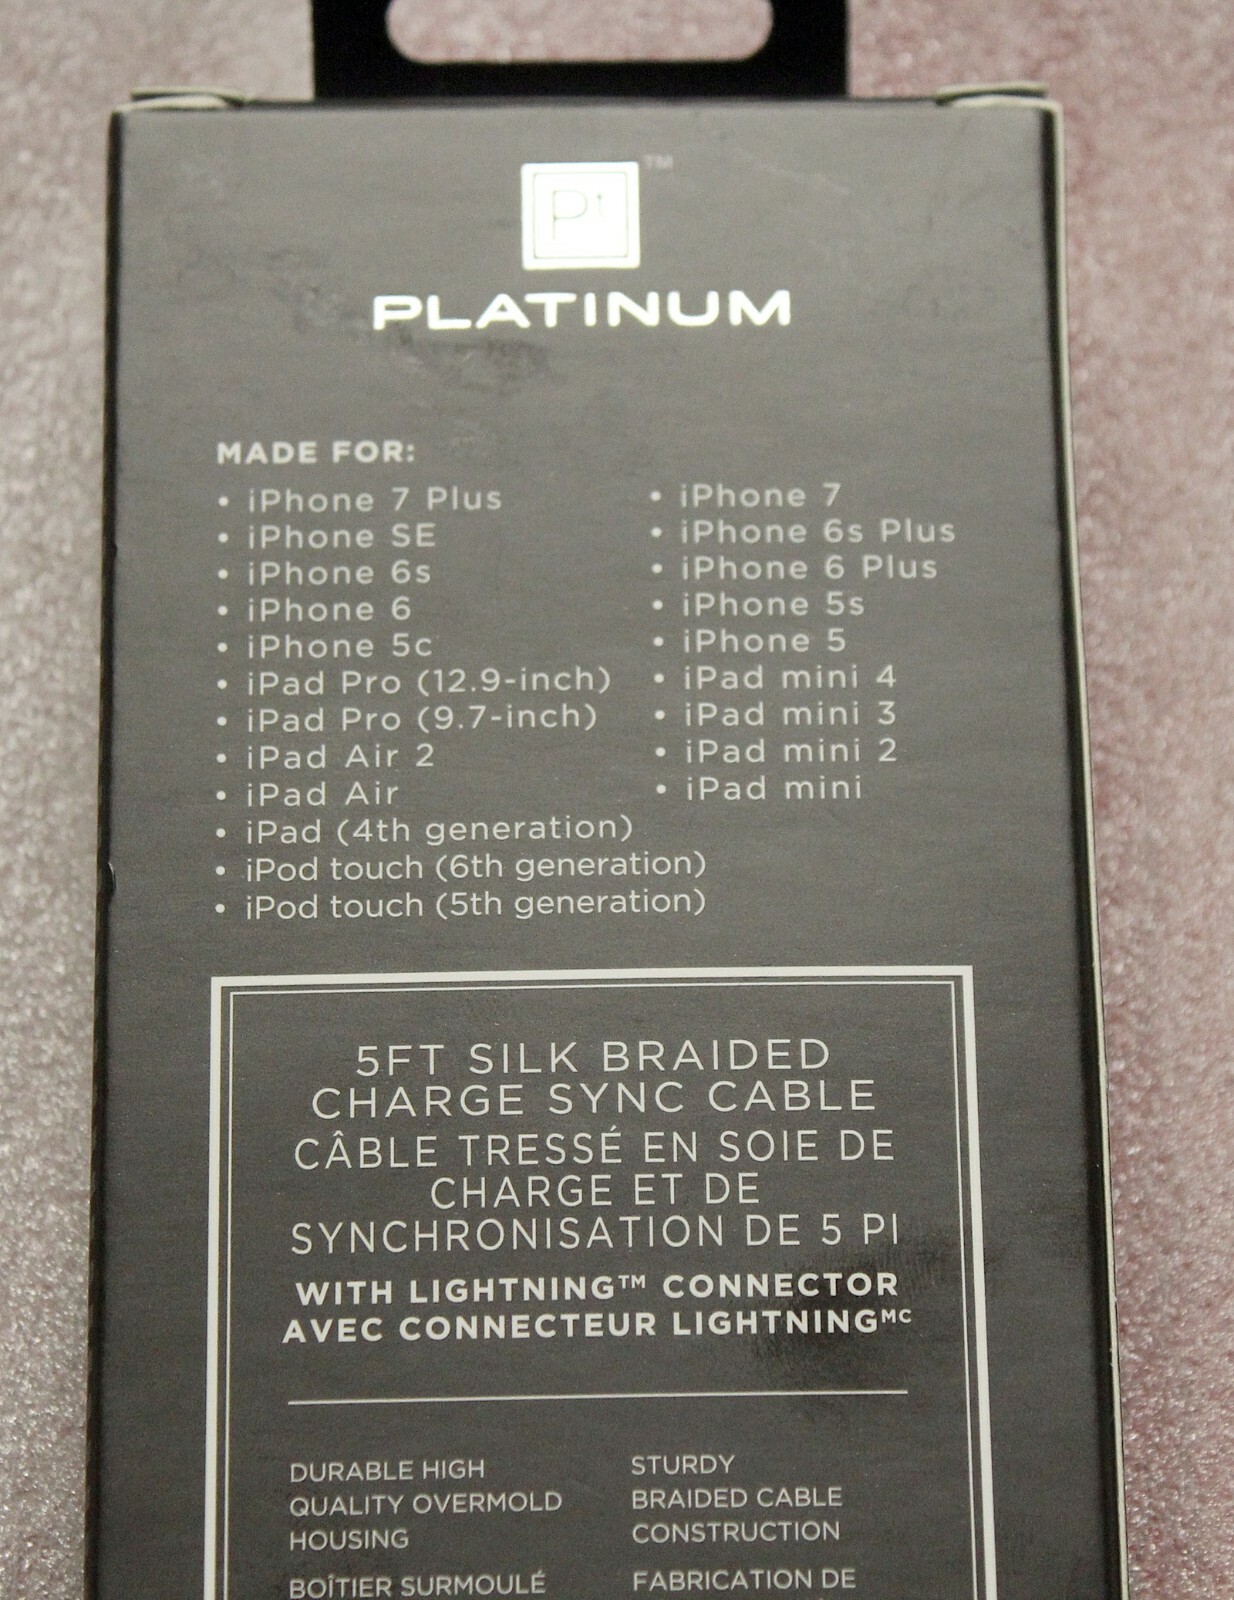 Pt™
PLATINUM
MADE FOR:
• iPhone 7 Plus
• iPhone SE
• iPhone 6s
• iPhone 6
• iPhone 5c
• iPad Pro (12.9-inch)
• iPad Pro (9.7-inch)
• iPad Air 2
• iPad Air
• iPad (4th generation)
• iPod touch (6th generation)
• iPod touch (5th generation)
• iPhone 7
• iPhone 6s Plus
• iPhone 6 Plus
• iPhone 5s
• iPhone 5
• iPad mini 4
• iPad mini 3
• iPad mini 2
• iPad mini
5FT SILK BRAIDED
CHARGE SYNC CABLE
CÂBLE TRESSÉ EN SOIE DE
CHARGE ET DE
SYNCHRONISATION DE 5 PI
WITH LIGHTNING™ CONNECTOR
AVEC CONNECTEUR LIGHTNINGᴹᶜ
DURABLE HIGH
QUALITY OVERMOLD
HOUSING
BOÎTIER SURMOULÉ
STURDY
BRAIDED CABLE
CONSTRUCTION
FABRICATION DE